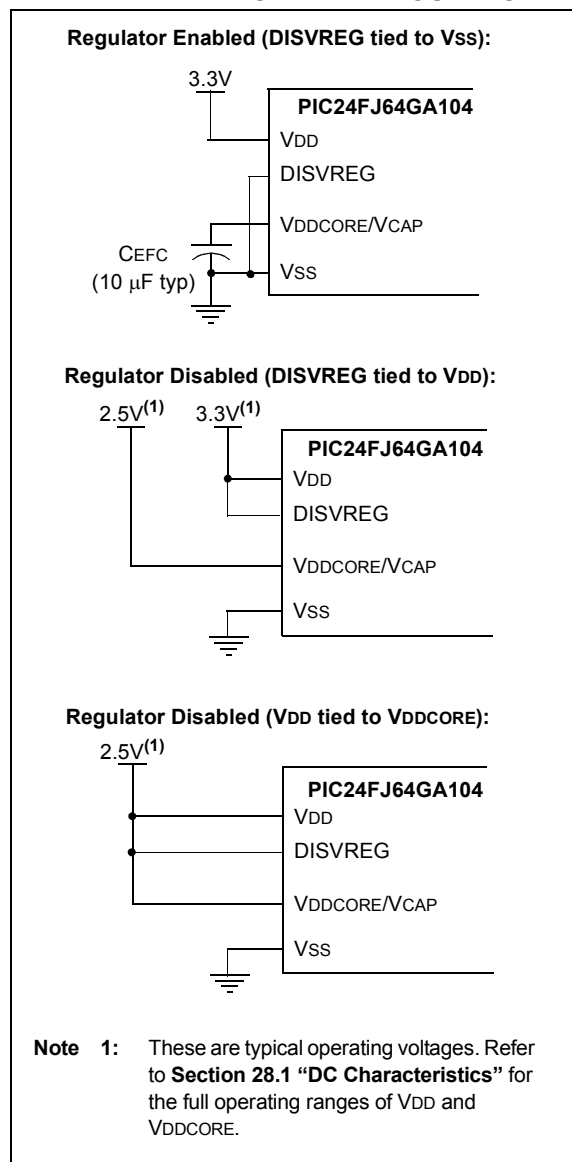 Regulator Enabled (DISVREG tied to VSS):
3.3V
PIC24FJ64GA104
VDD
DISVREG
VDDCORE/VCAP
CEFC
(10 μF typ)
VSS
Regulator Disabled (DISVREG tied to VDD):
2.5V(1) 3.3V(1)
PIC24FJ64GA104
VDD
DISVREG
VDDCORE/VCAP
VSS
Regulator Disabled (VDD tied to VDDCORE):
2.5V(1)
PIC24FJ64GA104
VDD
DISVREG
VDDCORE/VCAP
VSS
Note 1: These are typical operating voltages. Refer
to Section 28.1 “DC Characteristics” for
the full operating ranges of VDD and
VDDCORE.